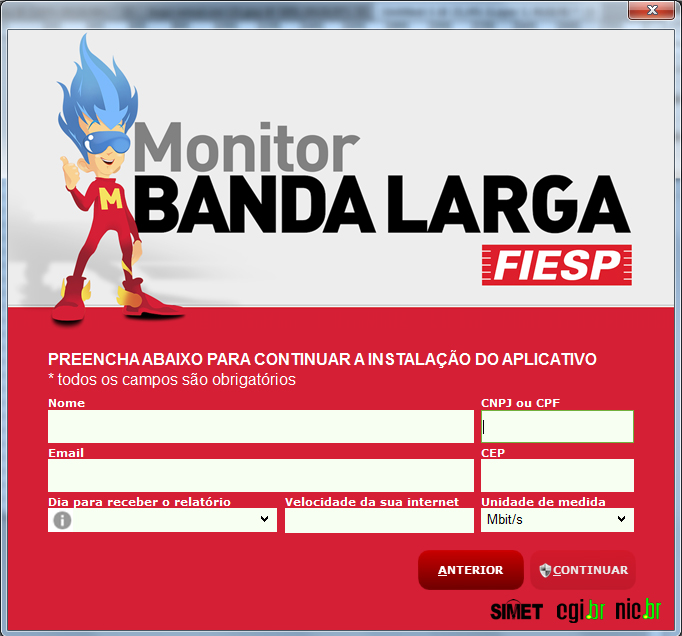 Monitor
BANDA LARGA
FIESP
M
PREENCHA ABAIXO PARA CONTINUAR A INSTALAÇÃO DO APLICATIVO
* todos os campos são obrigatórios
Nome
CNPJ ou CPF
Email
CEP
Dia para receber o relatório
Velocidade da sua internet
Unidade de medida
Mbit/s
ANTERIOR
CONTINUAR
SIMET cgi.br nic.br